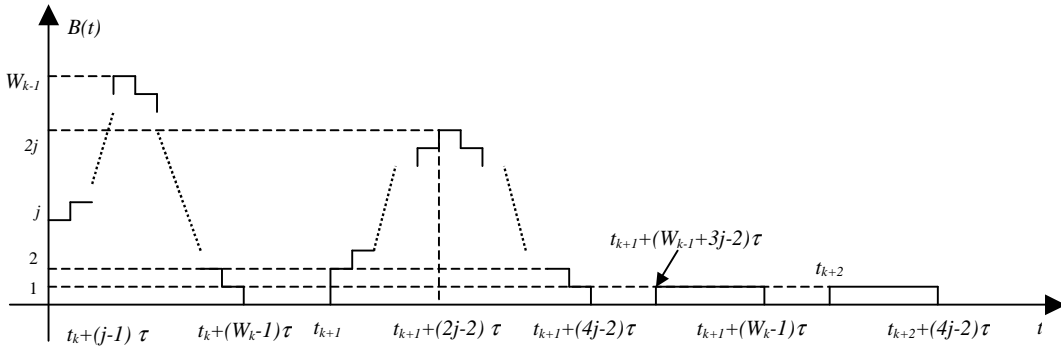 B(t)
W_{k-1}
2j
j
t_{k+1}+(W_{k-1}+3j-2)τ
2
t_{k+2}
1
t_k+(j-1) τ
t_k+(W_k-1)τ
t_{k+1}
t_{k+1}+(2j-2) τ
t_{k+1}+(4j-2)τ
t_{k+1}+(W_k-1)τ
t_{k+2}+(4j-2)τ
t